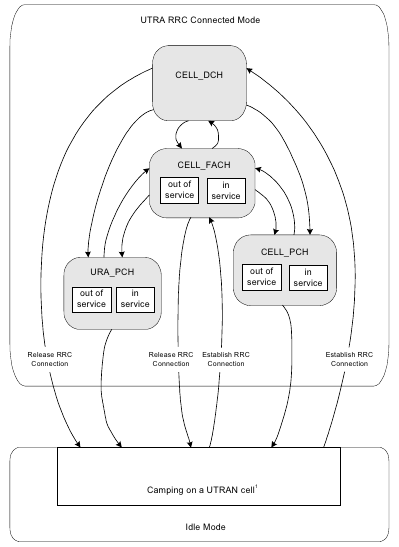 UTRA RRC Connected Mode
CELL_DCH
CELL_FACH
out of
service
in
service
CELL_PCH
out of
service
in
service
URA_PCH
out of
service
in
service
Release RRC
Connection
Release RRC
Connection
Establish RRC
Connection
Establish RRC
Connection
Camping on a UTRAN cell¹
Idle Mode